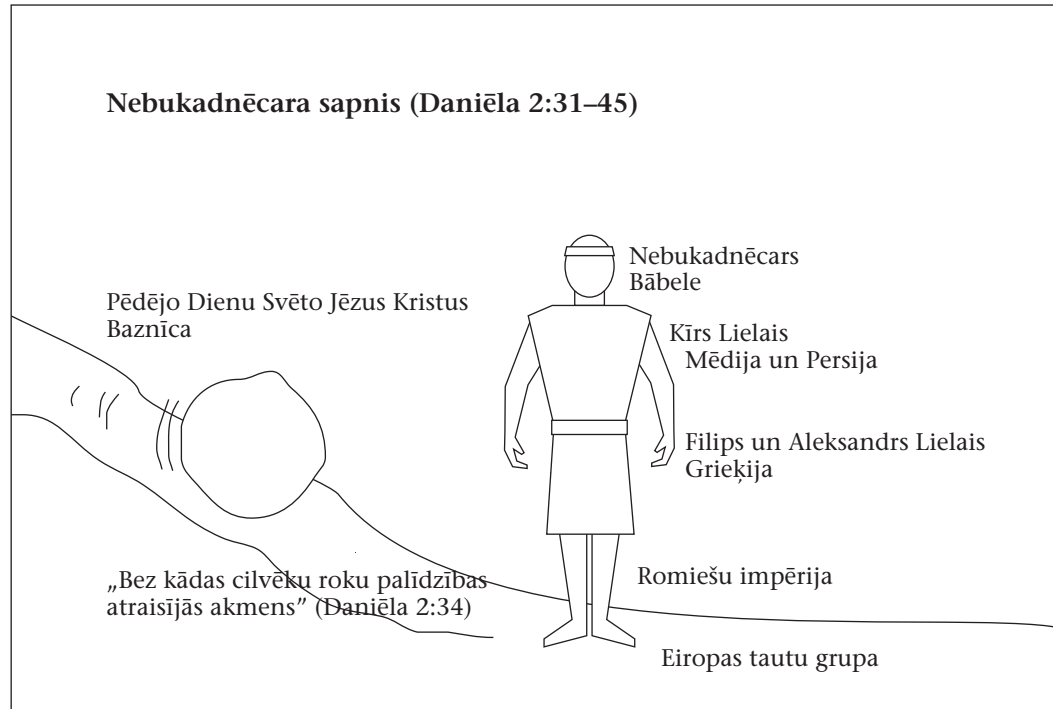 Nebukadnēcara sapnis (Daniēla 2:31–45)
Nebukadnēcars
Bābele
Pēdējo Dienu Svēto Jēzus Kristus
Baznīca
Kīrs Lielais
Mēdija un Persija
Filips un Aleksandrs Lielais
Grieķija
„Bez kādas cilvēku roku palīdzības
atraisījās akmens” (Daniēla 2:34)
Romiešu impērija
Eiropas tautu grupa